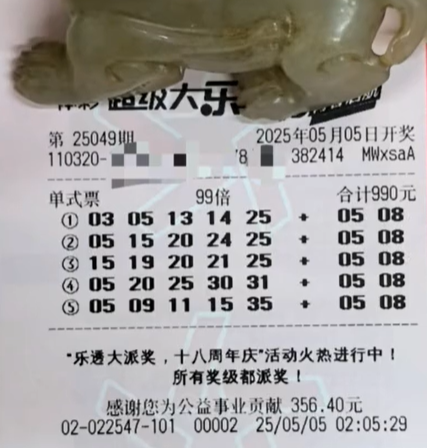 超级大乐
第 25049期 2025年05月05日开奖
110320- 382414 MWxsaA
单式票 99倍 合计990元
① 03 05 13 14 25 + 05 08
② 05 15 20 24 25 + 05 08
③ 15 19 20 21 25 + 05 08
④ 05 20 25 30 31 + 05 08
⑤ 05 09 11 15 35 + 05 08
"乐透大派奖，十八周年庆"活动火热进行中！
所有奖级都派奖！
感谢您为公益事业贡献 356.40元
02-022547-101 00002 25/05/05 02:05:29